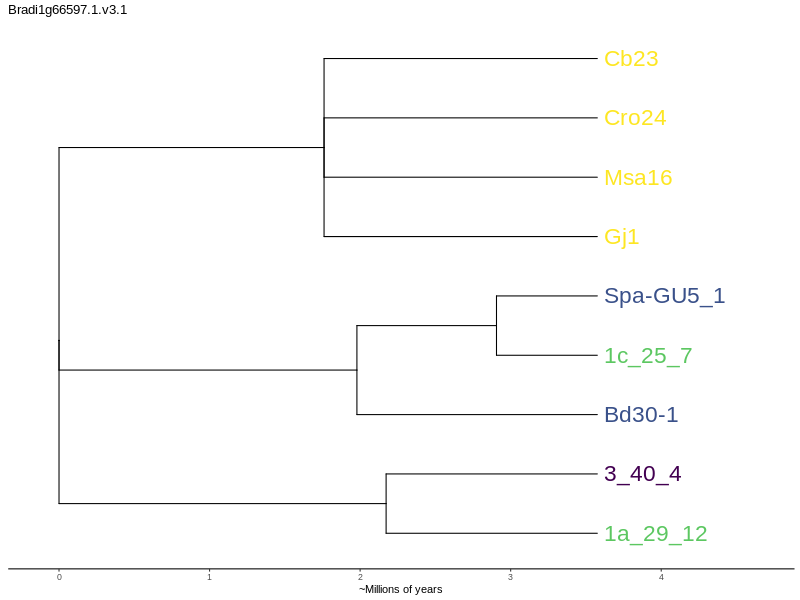 Bradi1g66597.1.v3.1
Cb23
Cro24
Msa16
Gj1
Spa-GU5_1
1c_25_7
Bd30-1
3_40_4
1a_29_12
0 1 2 3 4
~Millions of years